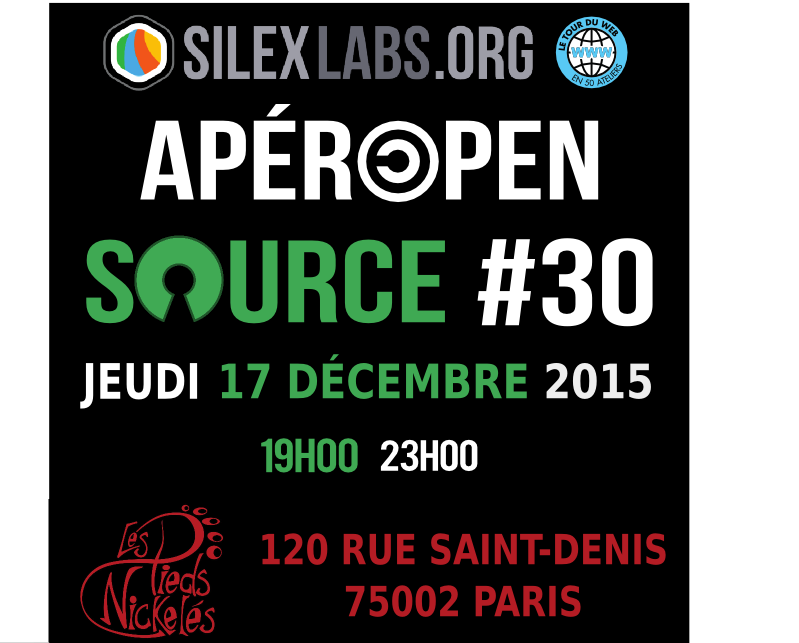 SILEXLABS.ORG
LE TOUR DU WEB
WWW
EN 50 ATELIERS
APÉROPEN
SOURCE #30
JEUDI 17 DÉCEMBRE 2015
19H00 23H00
Les Pieds Nickelés
120 RUE SAINT-DENIS
75002 PARIS